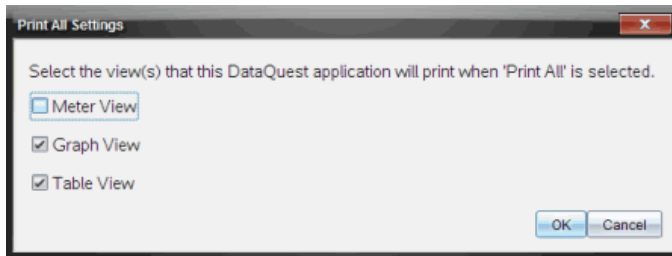 Print All Settings
Select the view(s) that this DataQuest application will print when 'Print All' is selected.
Meter View
Graph View
Table View
OK Cancel